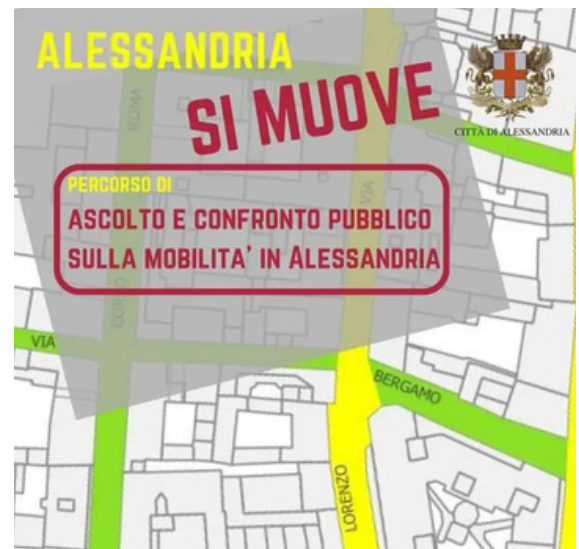 ALESSANDRIA
SI MUOVE
CITTÀ DI ALESSANDRIA
PERCORSO DI
ASCOLTO E CONFRONTO PUBBLICO
SULLA MOBILITA' IN ALESSANDRIA
ROMA
CORSO
VIA
VIA
BERGAMO
LORENZO